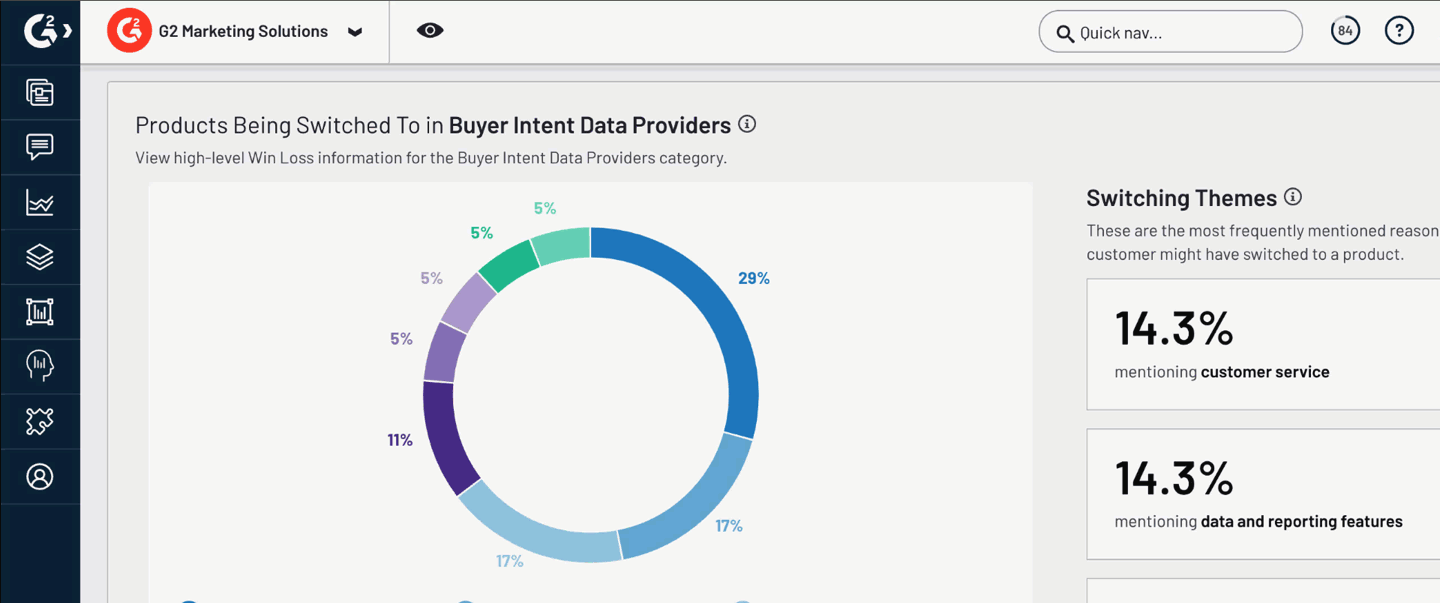 G2
G2 G2 Marketing Solutions
Quick nav...
84
?
Products Being Switched To in Buyer Intent Data Providers
View high-level Win Loss information for the Buyer Intent Data Providers category.
5%
5%
5%
5%
11%
17%
17%
29%
Switching Themes
These are the most frequently mentioned reason
customer might have switched to a product.
14.3%
mentioning customer service
14.3%
mentioning data and reporting features